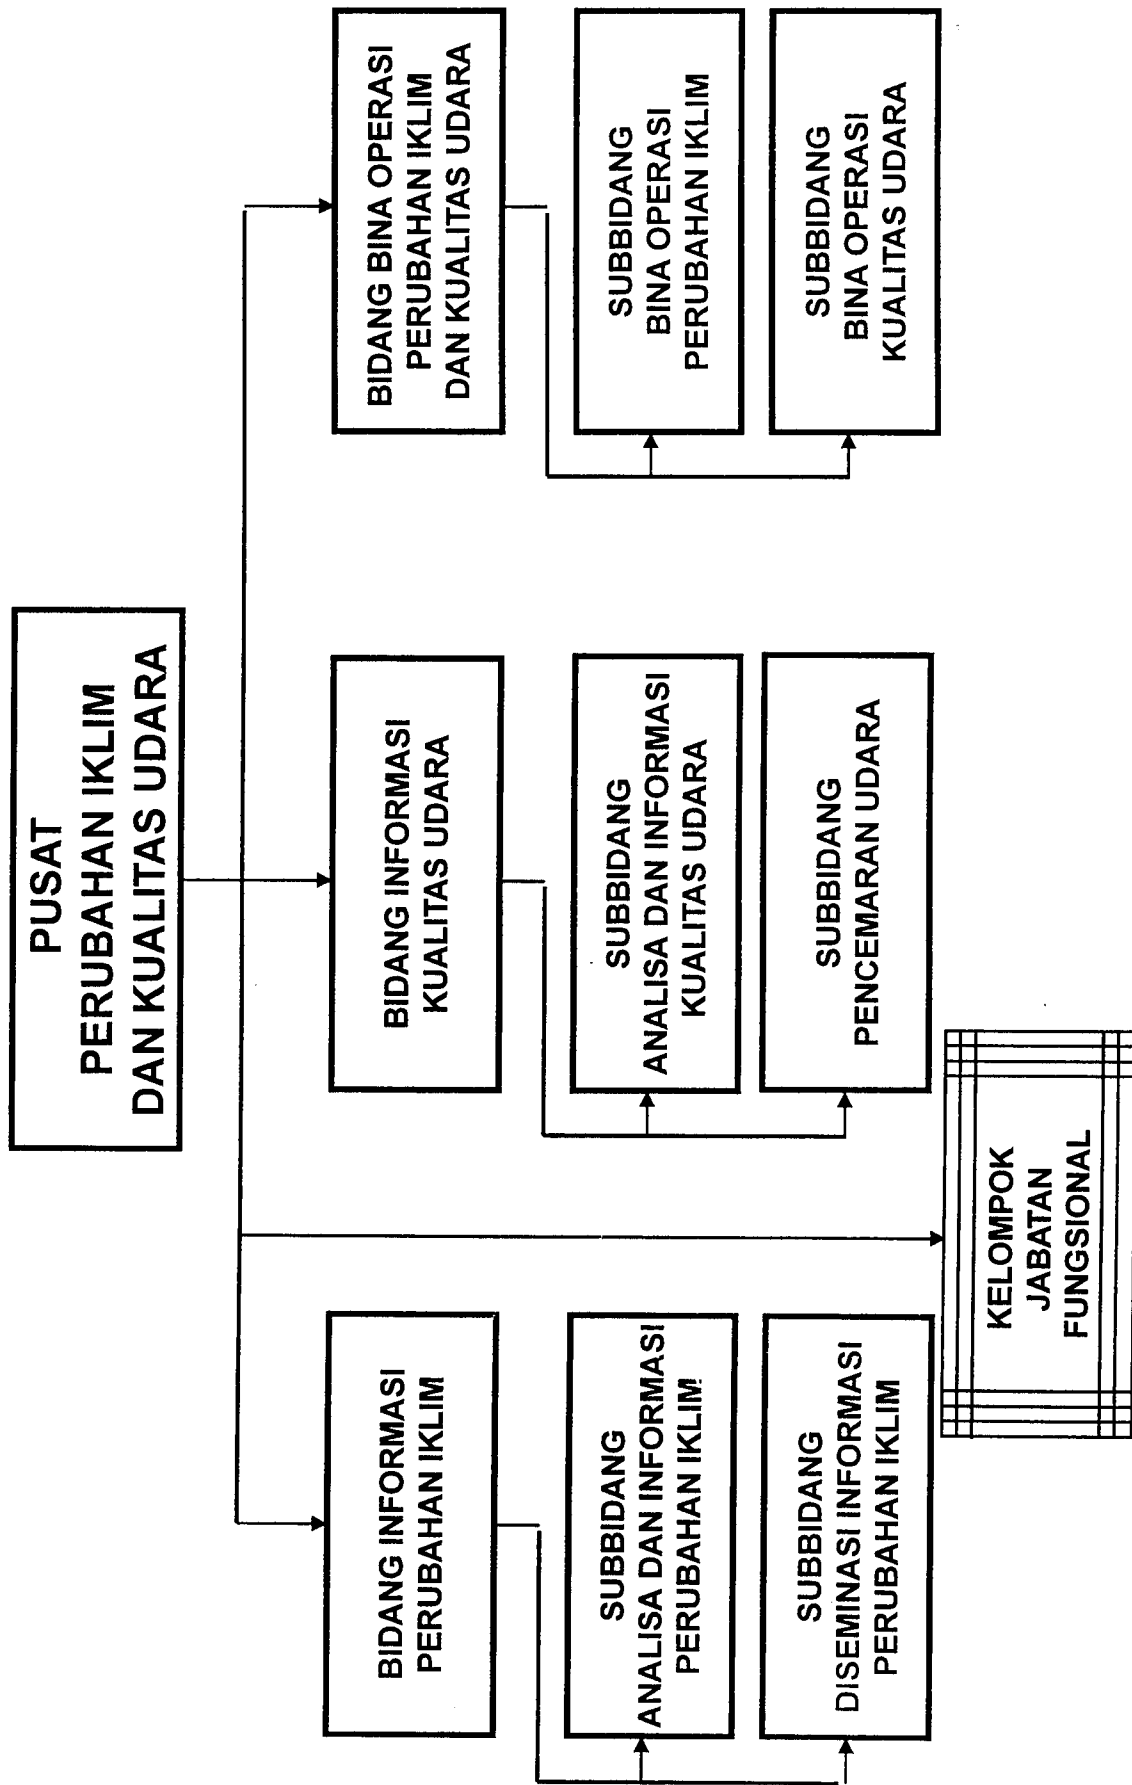 PUSAT
PERUBAHAN IKLIM
DAN KUALITAS UDARA
BIDANG INFORMASI
PERUBAHAN IKLIM
BIDANG INFORMASI
KUALITAS UDARA
BIDANG BINA OPERASI
PERUBAHAN IKLIM
DAN KUALITAS UDARA
SUBBIDANG
ANALISA DAN INFORMASI
PERUBAHAN IKLIM
SUBBIDANG
ANALISA DAN INFORMASI
KUALITAS UDARA
SUBBIDANG
BINA OPERASI
PERUBAHAN IKLIM
SUBBIDANG
DISEMINASI INFORMASI
PERUBAHAN IKLIM
SUBBIDANG
PENCEMARAN UDARA
SUBBIDANG
BINA OPERASI
KUALITAS UDARA
KELOMPOK
JABATAN
FUNGSIONAL